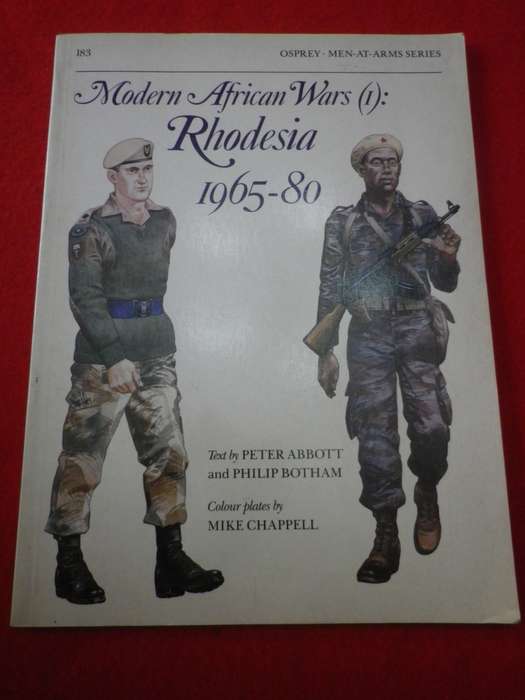 183 OSPREY · MEN-AT-ARMS SERIES
Modern African Wars (1):
Rhodesia
1965-80
Text by PETER ABBOTT
and PHILIP BOTHAM
Colour plates by
MIKE CHAPPELL